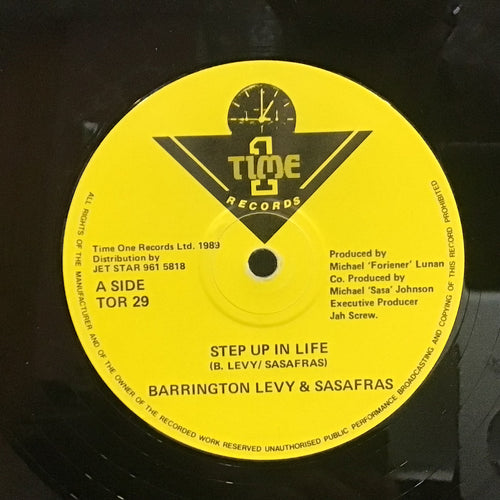 TIME 1
RECORDS
Time One Records Ltd. 1989
Distribution by
JET STAR 961 5818
A SIDE
TOR 29
Produced by
Michael 'Foriener' Lunan
Co. Produced by
Michael 'Sasa' Johnson
Executive Producer
Jah Screw.
STEP UP IN LIFE
(B. LEVY/ SASAFRAS)
BARRINGTON LEVY & SASAFRAS
ALL RIGHTS OF THE MANUFACTURER AND OF THE OWNER OF THE RECORDED WORK RESERVED UNAUTHORISED PUBLIC PERFORMANCE BROADCASTING AND COPYING OF THIS RECORD PROHIBITED